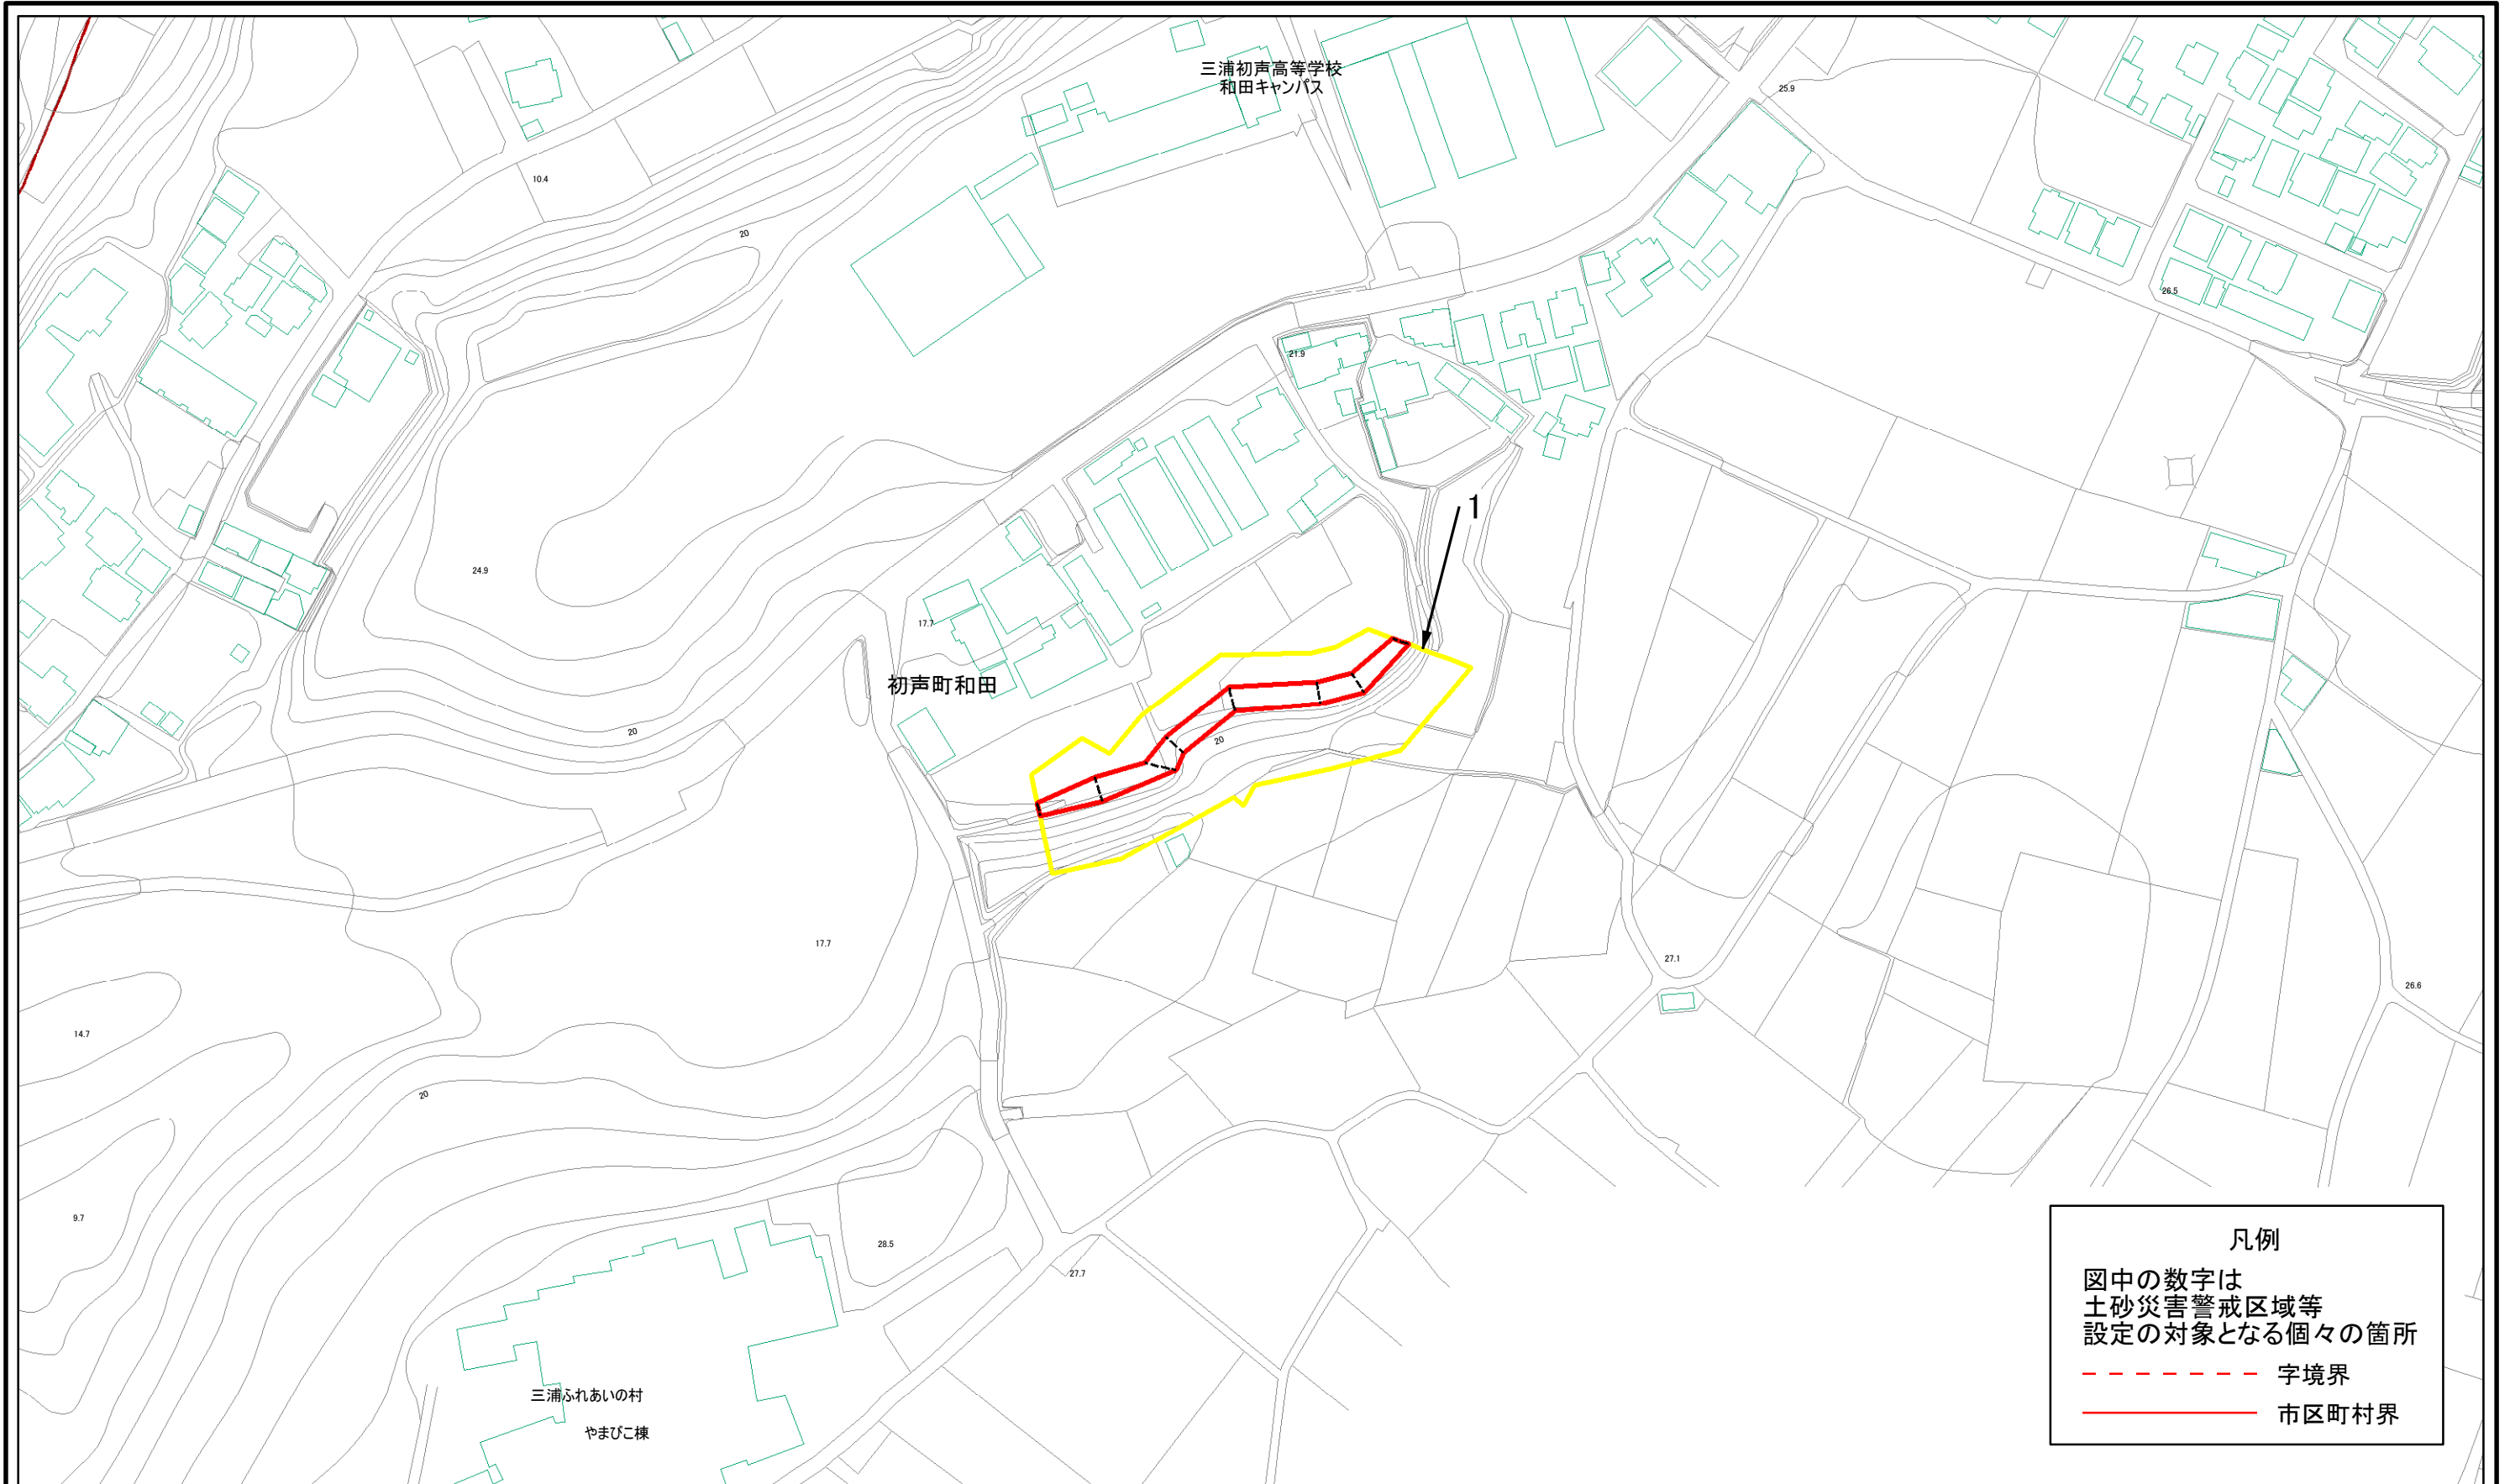 三浦初声高等学校
和田キャンパス
25.9
10.4
20
26.5
21.9
1
24.9
17.7
初声町和田
20
20
17.7
27.1
26.6
14.7
20
9.7
28.5
27.7
三浦ふれあいの村
やまびこ棟
凡例
図中の数字は
土砂災害警戒区域等
設定の対象となる個々の箇所
字境界
市区町村界